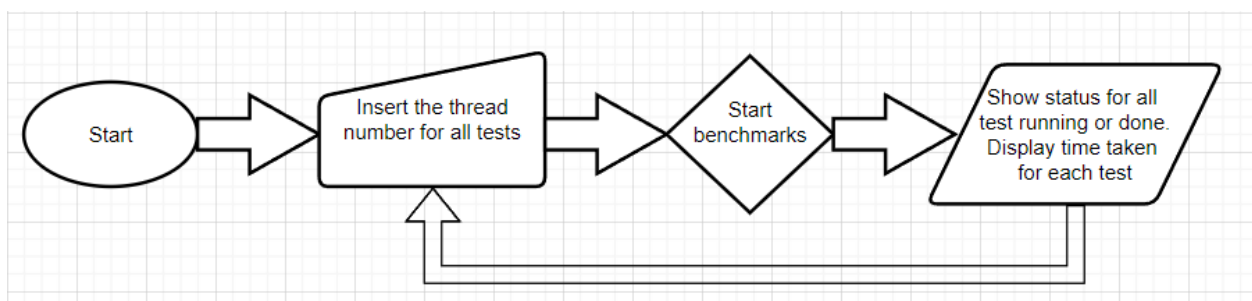 Start
Insert the thread
number for all tests
Start
benchmarks
Show status for all
test running or done.
Display time taken
for each test